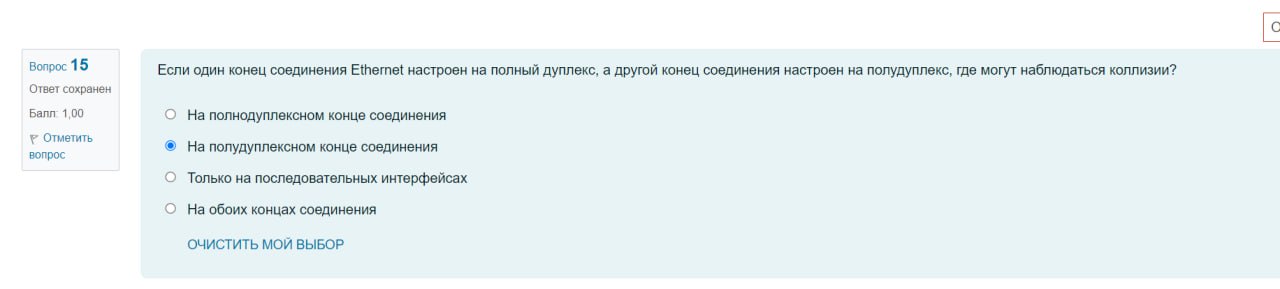 О
Вопрос 15
Ответ сохранен
Балл: 1,00
Отметить
вопрос
Если один конец соединения Ethernet настроен на полный дуплекс, а другой конец соединения настроен на полудуплекс, где могут наблюдаться коллизии?
На полнодуплексном конце соединения
На полудуплексном конце соединения
Только на последовательных интерфейсах
На обоих концах соединения
ОЧИСТИТЬ МОЙ ВЫБОР